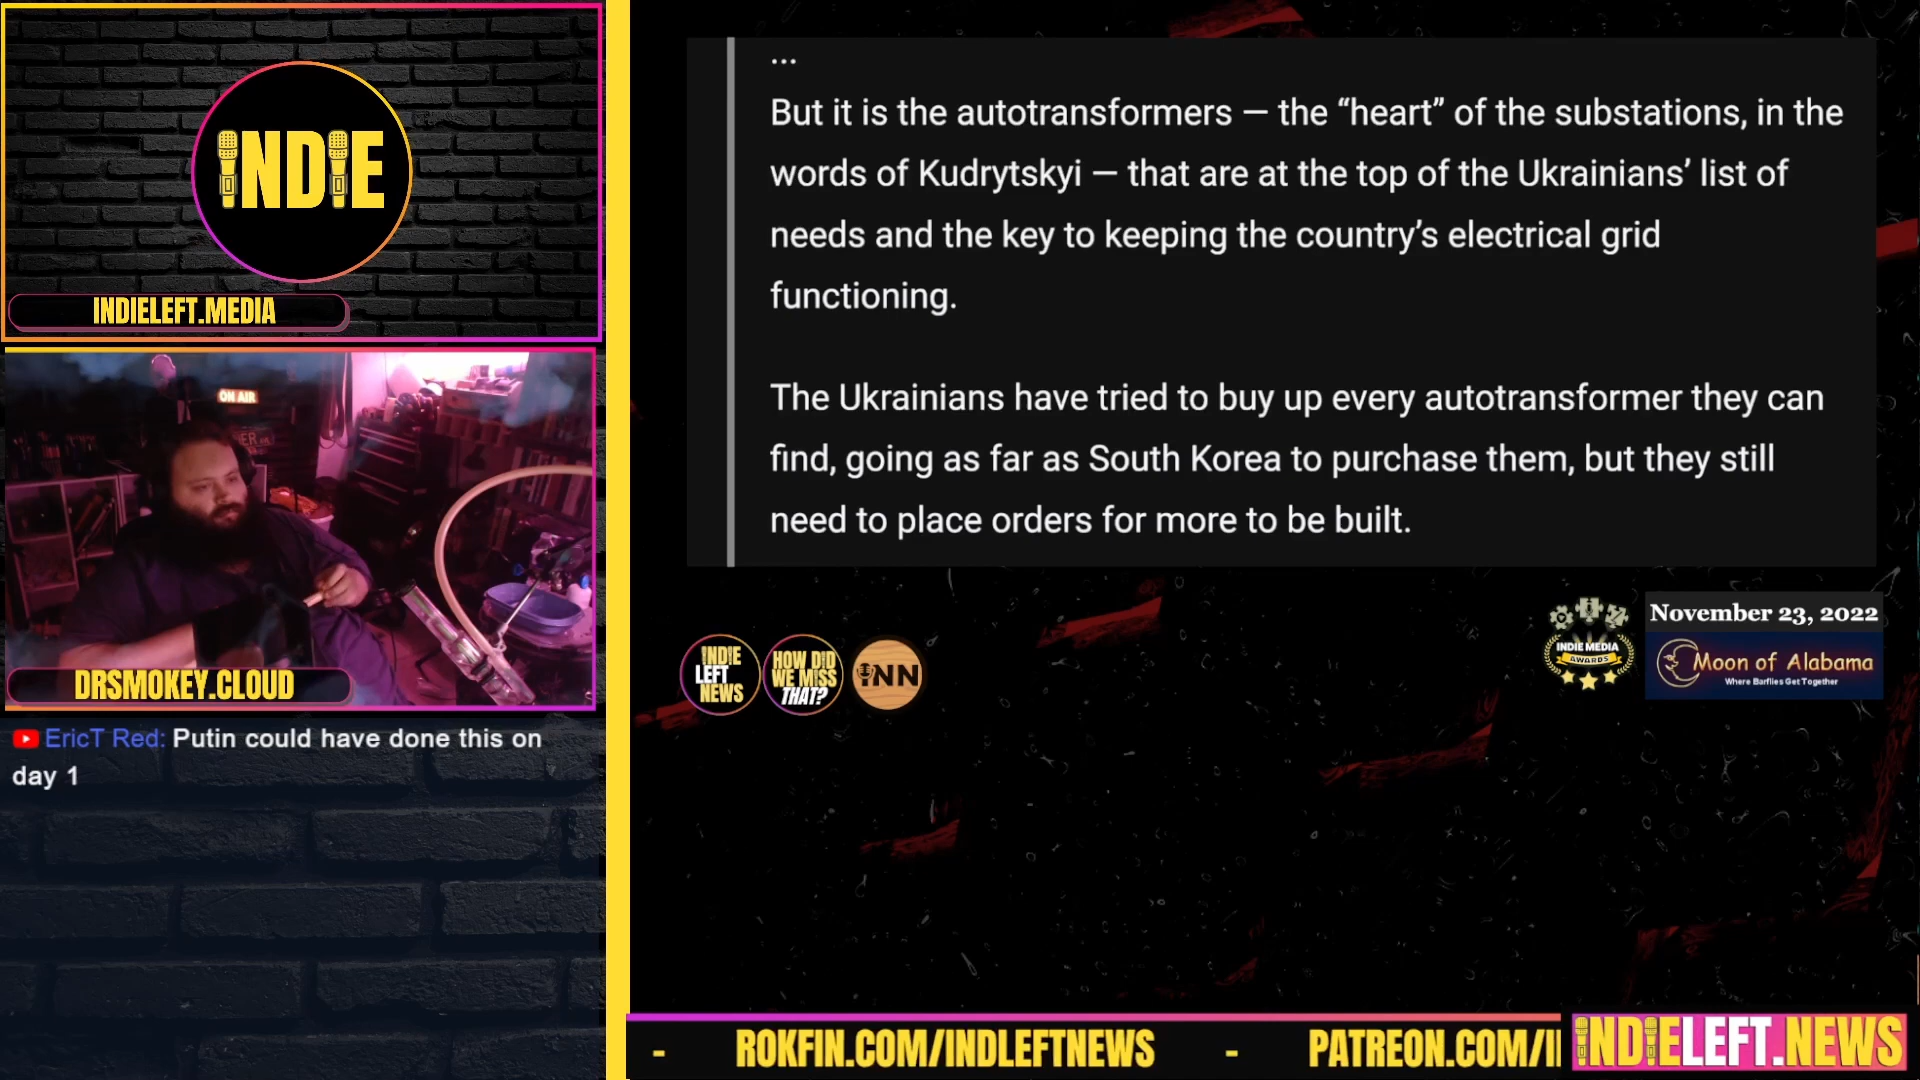 INDIE
INDIELEFT.MEDIA
ON AIR
DRSMOKEY.CLOUD
EricT Red: Putin could have done this on
day 1
...
But it is the autotransformers — the “heart” of the substations, in the
words of Kudrytskyi — that are at the top of the Ukrainians’ list of
needs and the key to keeping the country’s electrical grid
functioning.
The Ukrainians have tried to buy up every autotransformer they can
find, going as far as South Korea to purchase them, but they still
need to place orders for more to be built.
INDIE
LEFT
NEWS
HOW DID
WE MISS
THAT?
INN
INDIE MEDIA
AWARDS
November 23, 2022
Moon of Alabama
Where Barflies Get Together
- ROKFIN.COM/INDLEFTNEWS - PATREON.COM/I
INDIELEFT.NEWS